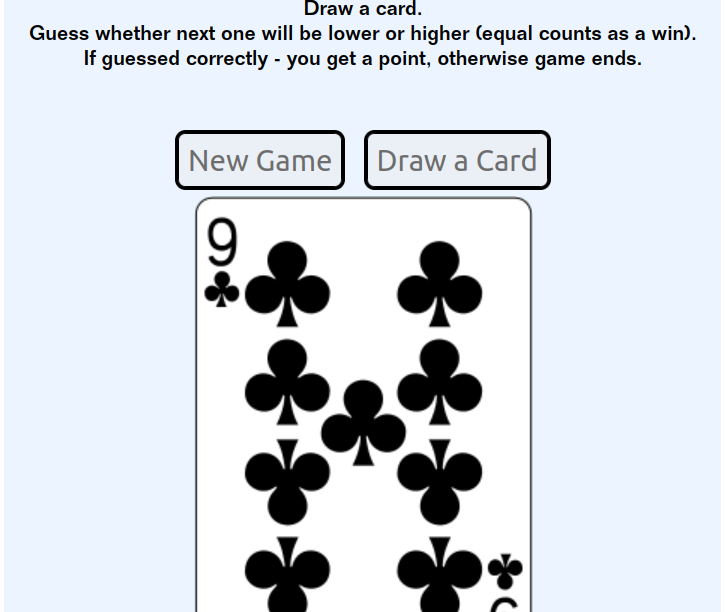 Draw a card.
Guess whether next one will be lower or higher (equal counts as a win).
If guessed correctly - you get a point, otherwise game ends.
New Game
Draw a Card
9